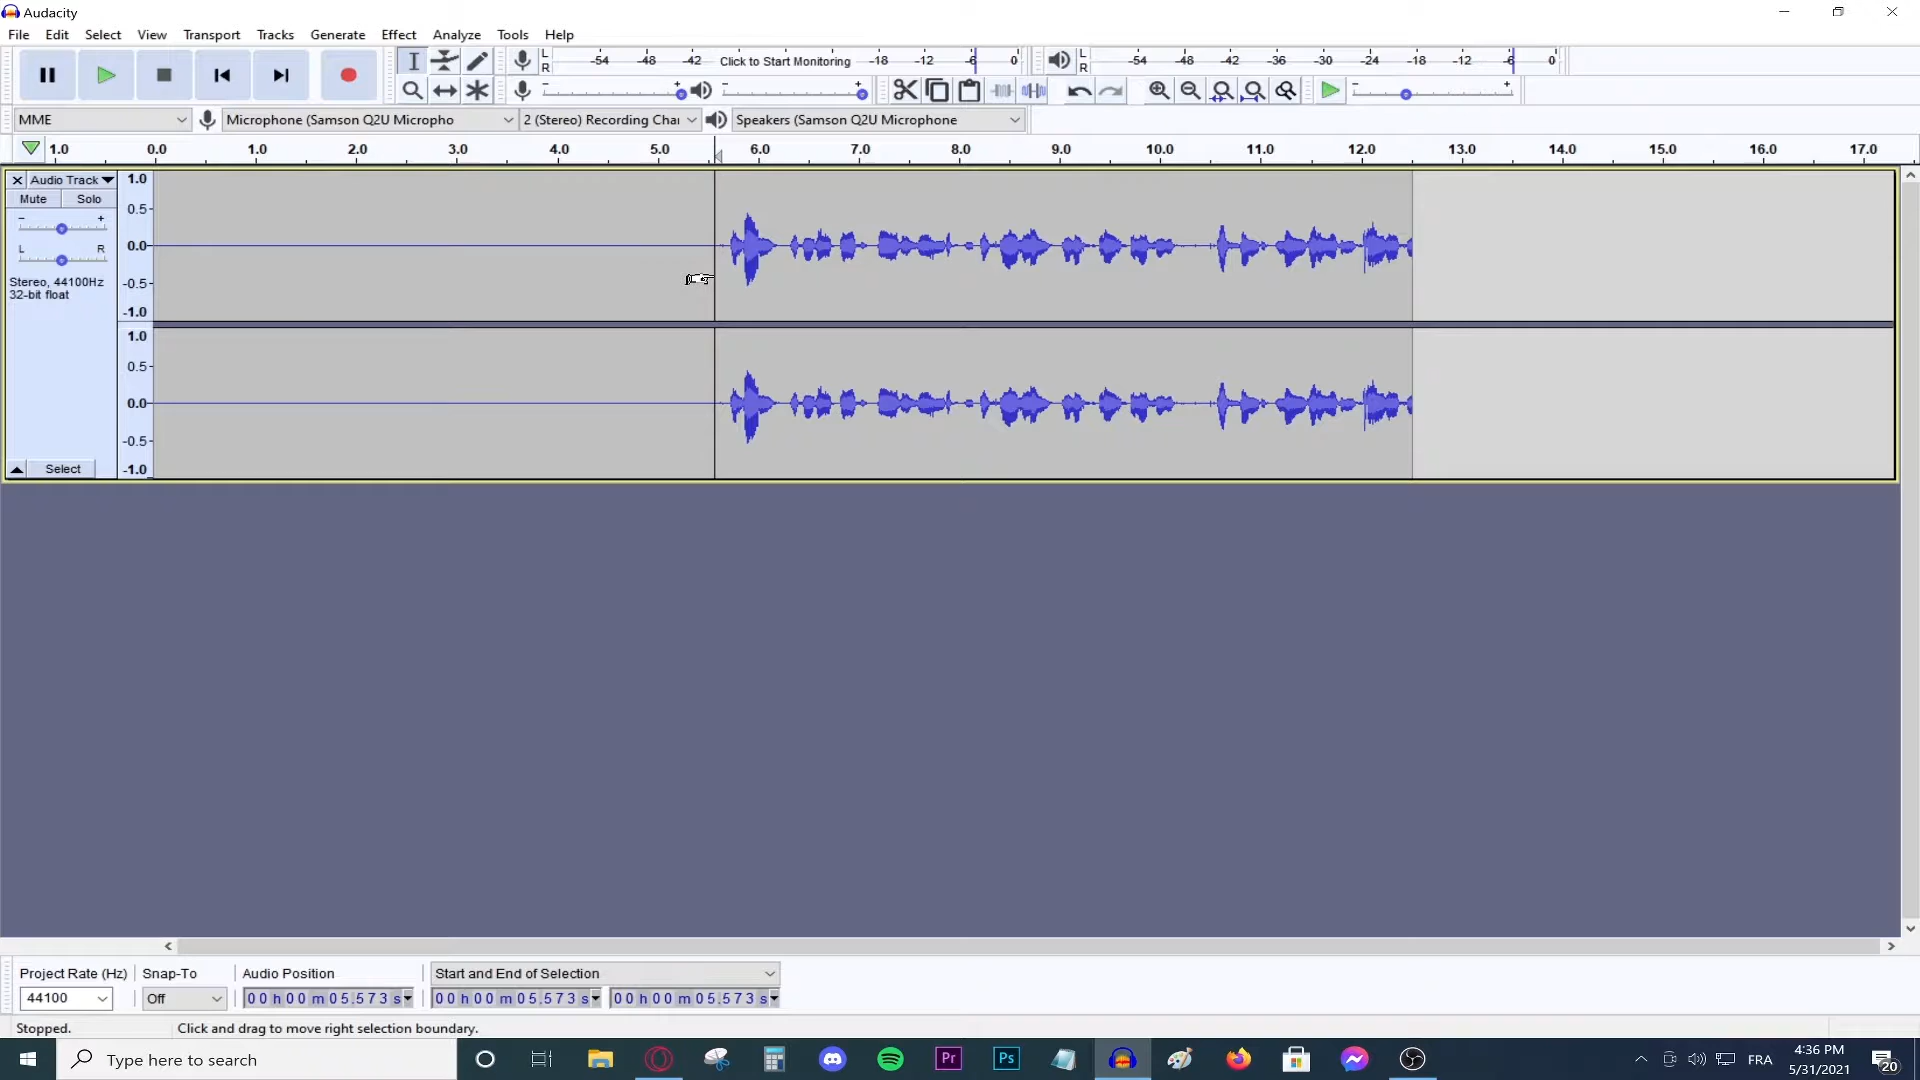 Audacity
File Edit View Select View Transport Tracks Generate Effect Analyze Tools Help
L R -54 -48 -42 Click to Start Monitoring -18 -12 -6 0 L R -54 -48 -42 -36 -30 -24 -18 -12 -6 0
MME Microphone (Samson Q2U Micropho 2 (Stereo) Recording Chai Speakers (Samson Q2U Microphone
1.0 0.0 1.0 2.0 3.0 4.0 5.0 6.0 7.0 8.0 9.0 10.0 11.0 12.0 13.0 14.0 15.0 16.0 17.0
Audio Track 1.0
Mute Solo
0.5
0.0
L R
Stereo, 44100Hz
32-bit float
-0.5
-1.0
1.0
0.5
0.0
-0.5
Select -1.0
Project Rate (Hz) Snap-To Audio Position Start and End of Selection
44100 Off 00 h 00 m 05.573 s 00 h 00 m 05.573 s 00 h 00 m 05.573 s
Stopped. Click and drag to move right selection boundary.
Type here to search Pr Ps FRA 4:36 PM
5/31/2021 20